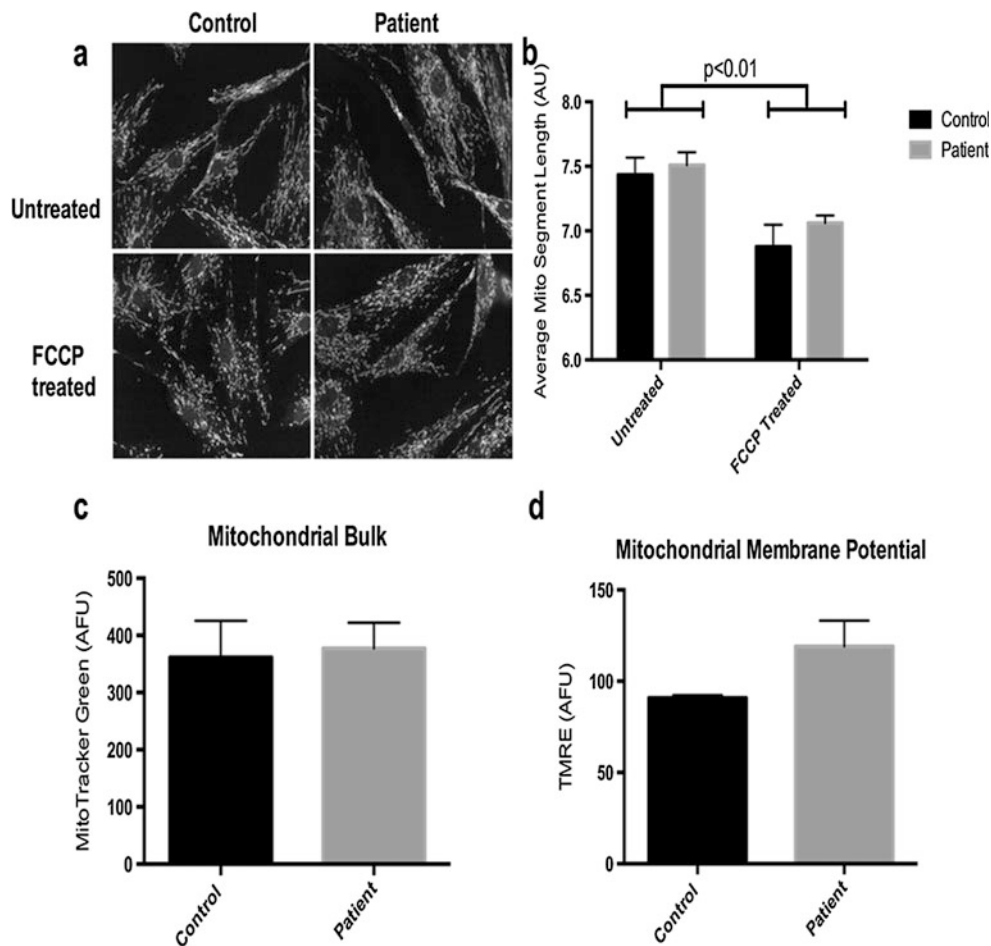 a
Control
Patient
Untreated
FCCP
treated
b
p<0.01
Average Mito Segment Length (AU)
8.0
7.5
7.0
6.5
6.0
Untreated
FCCP Treated
Control
Patient
c
Mitochondrial Bulk
MitoTracker Green (AFU)
500
400
300
200
100
0
Control
Patient
d
Mitochondrial Membrane Potential
TMRE (AFU)
150
100
50
0
Control
Patient